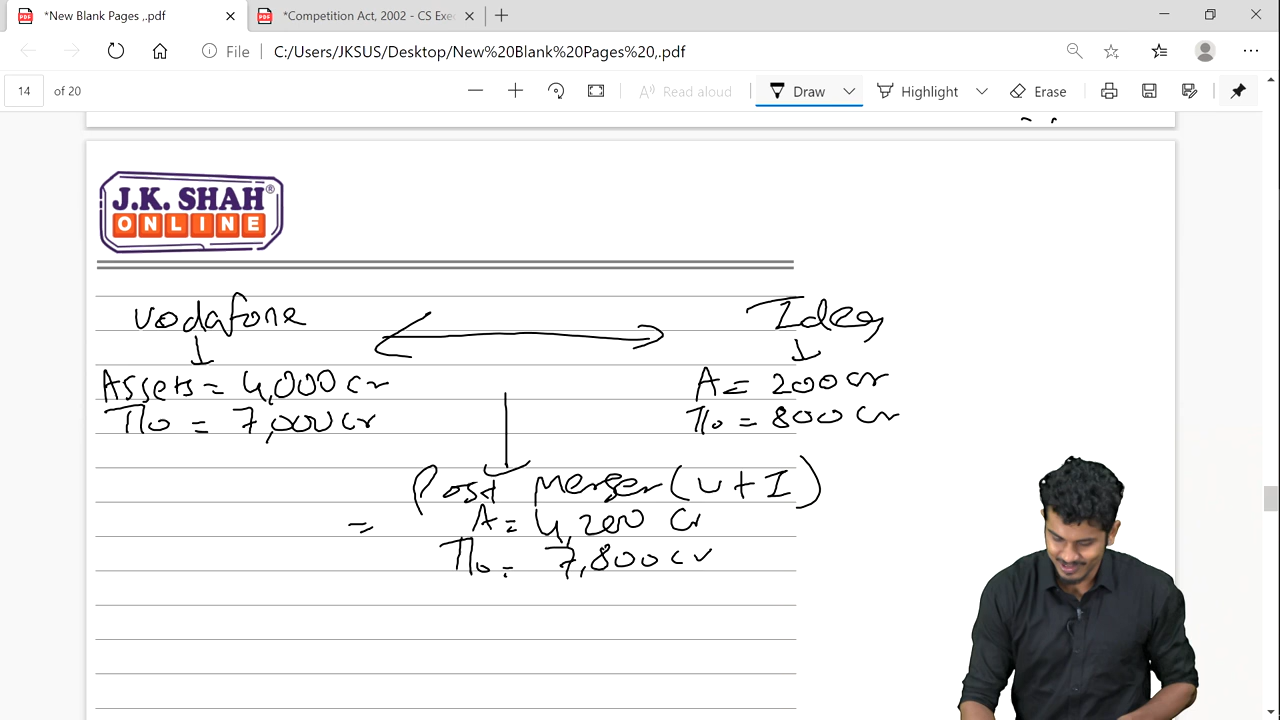 *New Blank Pages ,.pdf
*Competition Act, 2002 - CS Exec
File
C:/Users/JKSUS/Desktop/New%20Blank%20Pages%20,.pdf
14 of 20
Read aloud
Draw
Highlight
Erase
J.K. SHAH®
ONLINE
Vodafone
Idea
Assets = 4,000 cr
A = 200 cr
T/o = 7,000 cr
T/o = 800 cr
Post merger (V + I)
= A = 4,200 Cr
T/o = 7,800 cr